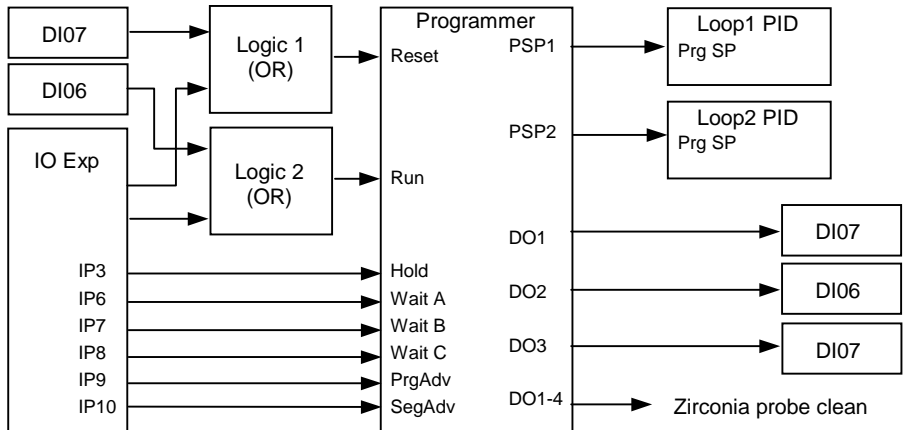 DI07
DI06
IO Exp
IP3
IP6
IP7
IP8
IP9
IP10
Logic 1
(OR)
Logic 2
(OR)
Programmer
Reset
Run
Hold
Wait A
Wait B
Wait C
PrgAdv
SegAdv
PSP1
PSP2
DO1
DO2
DO3
DO1-4
Loop1 PID
Prg SP
Loop2 PID
Prg SP
DI07
DI06
DI07
Zirconia probe clean